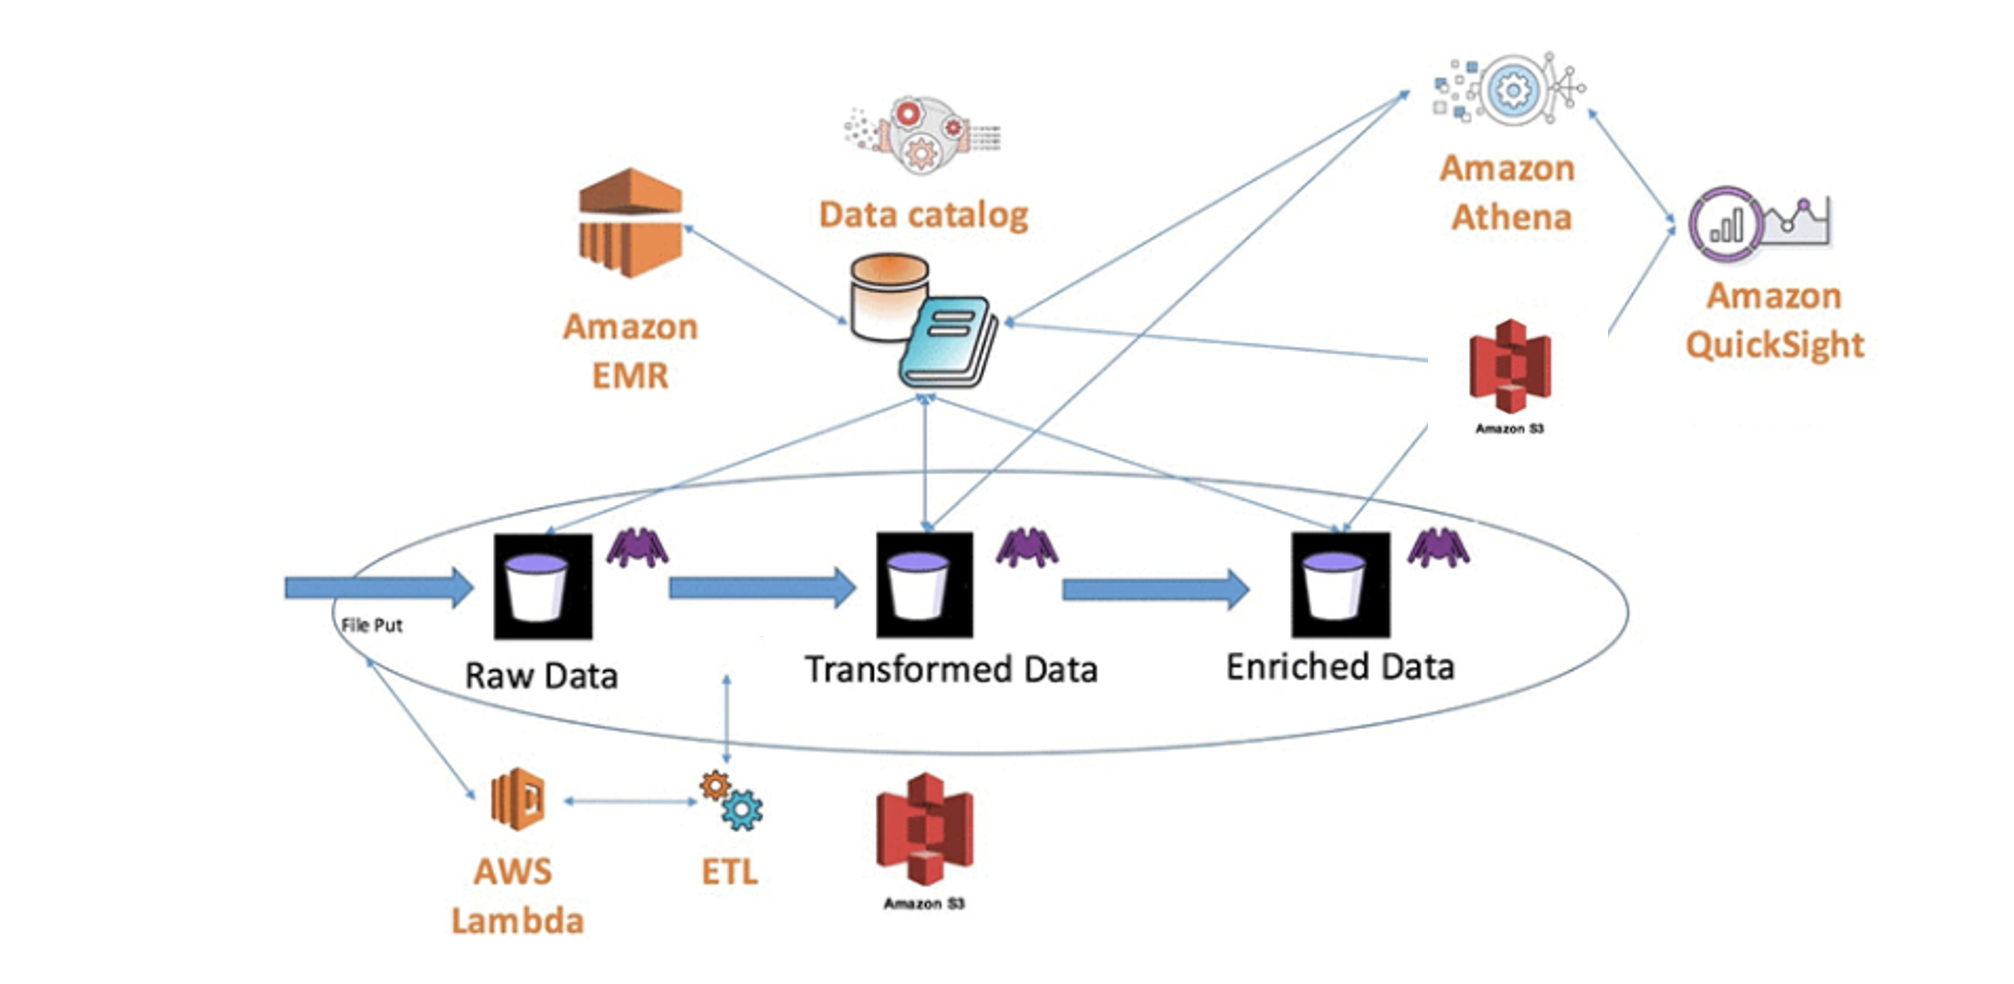 Data catalog
Amazon
EMR
Amazon
Athena
Amazon
QuickSight
Amazon S3
File Put
Raw Data
Transformed Data
Enriched Data
AWS
Lambda
ETL
Amazon S3